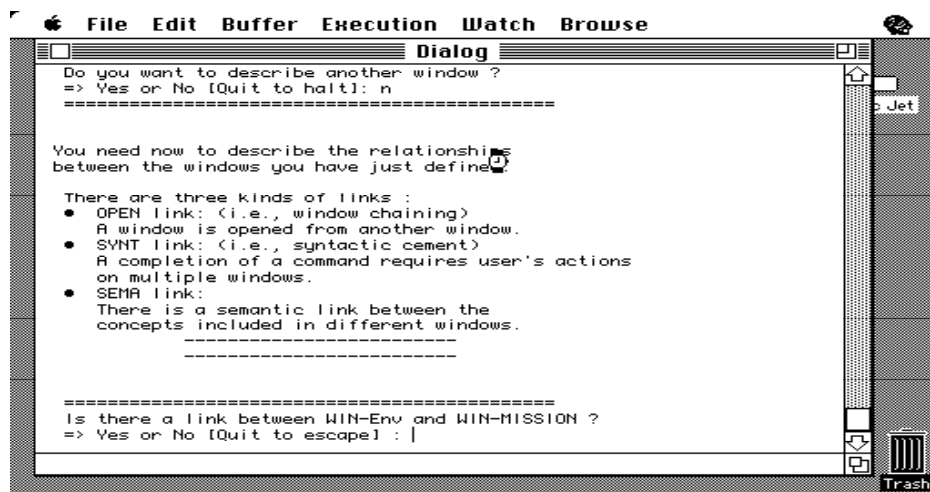 File Edit Buffer Execution Watch Browse
Dialog
Do you want to describe another window ?
=> Yes or No [Quit to halt]: n
==============================================
c Jet
You need now to describe the relationships
between the windows you have just defined.
There are three kinds of links :
• OPEN link: (i.e., window chaining)
A window is opened from another window.
• SYNT link: (i.e., syntactic cement)
A completion of a command requires user's actions
on multiple windows.
• SEMA link:
There is a semantic link between the
concepts included in different windows.
-------------------------
-------------------------
==============================================
Is there a link between WIN-Env and WIN-MISSION ?
=> Yes or No [Quit to escape] :
Trash